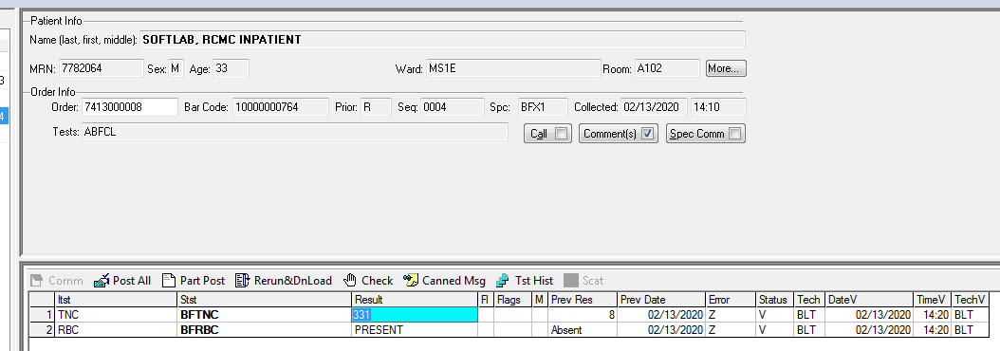 Patient Info
Name (last, first, middle): SOFTLAB, RCMC INPATIENT
MRN: 7782064 Sex: M Age: 33 Ward: MS1E Room: A102 More...
Order Info
Order: 7413000008 Bar Code: 10000000764 Prior: R Seq: 0004 Spc: BFX1 Collected: 02/13/2020 14:10
Tests: ABFCL Call Comment(s) Spec Comm
3
4
Comm Post All Part Post Rerun&DnLoad Check Canned Msg Tst Hist Scat
Itst Stst Result Fl Flags M Prev Res Prev Date Error Status Tech DateV TimeV TechV
1 TNC BFTNC 331 8 02/13/2020 Z V BLT 02/13/2020 14:20 BLT
2 RBC BFRBC PRESENT Absent 02/13/2020 Z V BLT 02/13/2020 14:20 BLT